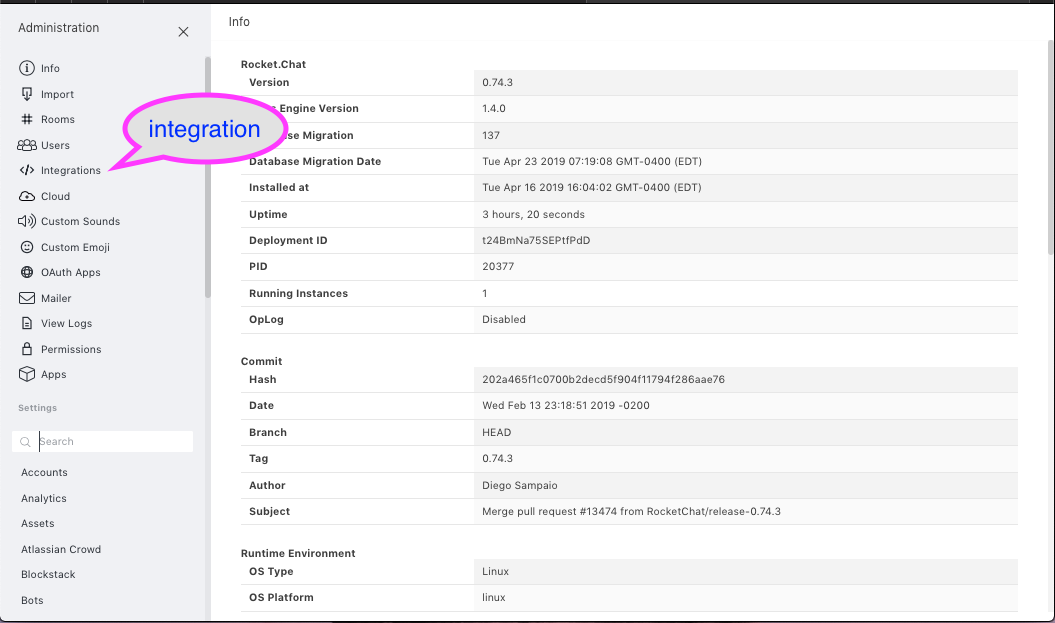 Administration
Info
Import
Rooms
Users
Integrations
Cloud
Custom Sounds
Custom Emoji
OAuth Apps
Mailer
View Logs
Permissions
Apps
Settings
Search
Accounts
Analytics
Assets
Atlassian Crowd
Blockstack
Bots
integration
Info
Rocket.Chat
Version 0.74.3
Engine Version 1.4.0
Migration 137
Database Migration Date Tue Apr 23 2019 07:19:08 GMT-0400 (EDT)
Installed at Tue Apr 16 2019 16:04:02 GMT-0400 (EDT)
Uptime 3 hours, 20 seconds
Deployment ID t24BmNa75SEPtfPdD
PID 20377
Running Instances 1
OpLog Disabled
Commit
Hash 202a465f1c0700b2decd5f904f11794f286aae76
Date Wed Feb 13 23:18:51 2019 -0200
Branch HEAD
Tag 0.74.3
Author Diego Sampaio
Subject Merge pull request #13474 from RocketChat/release-0.74.3
Runtime Environment
OS Type Linux
OS Platform linux